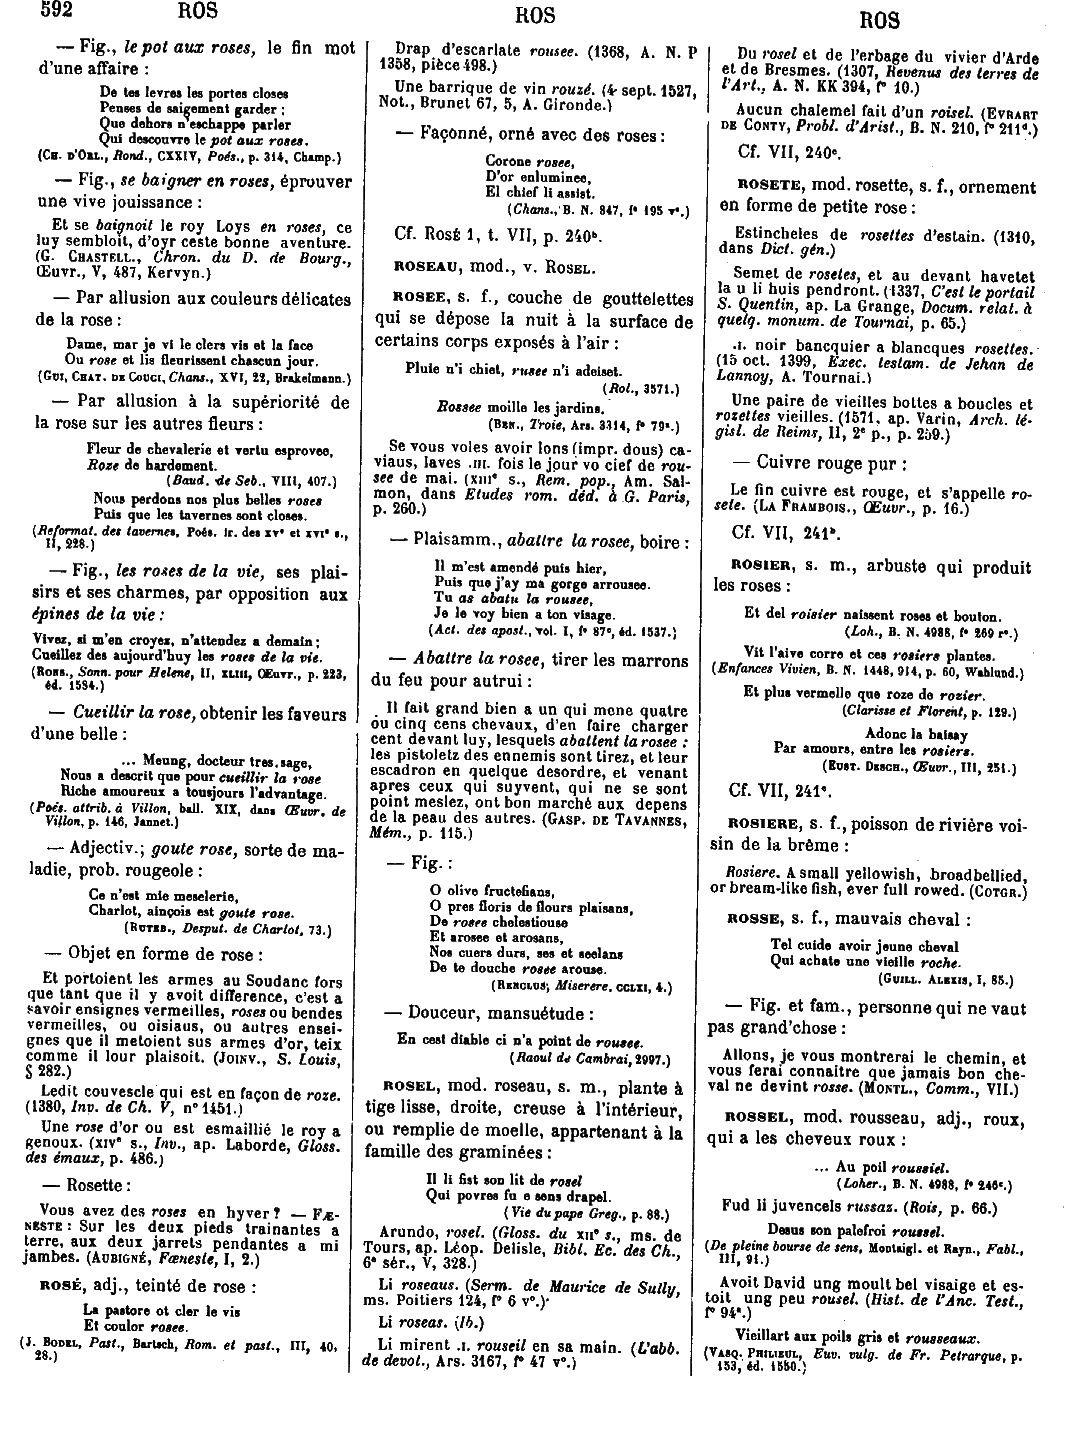 592 ROS ROS ROS
— Fig., le pot aux roses, le fin mot
d'une affaire :
De tes levres les portes closes
Penses de saigement garder ;
Que dehors n'eschappe parler
Qui descouvre le pot aux roses.
(CH. D'ORL., Rond., CXXIV, Poés., p. 314, Champ.)
— Fig., se baigner en roses, éprouver
une vive jouissance :
Et se baignoit le roy Loys en roses, ce
luy sembloit, d'oyr ceste bonne aventure.
(G. CHASTELL., Chron. du D. de Bourg.,
Œuvr., V, 487, Kervyn.)
— Par allusion aux couleurs délicates
de la rose :
Dame, mar je vi le clers vis et la face
Ou rose et lis fleurissent chascun jour.
(GUI, CHAT. DE COUCI, Chans., XVI, 22, Brakelmann.)
— Par allusion à la supériorité de
la rose sur les autres fleurs :
Fleur de chevalerie et vertu esprovee,
Roze de hardement.
(Baud. de Seb., VIII, 407.)
Nous perdons nos plus belles roses
Puis que les tavernes sont closes.
(Reformat. des tavernes, Poés. fr. des XVe et XVIe s.,
II, 228.)
— Fig., les roses de la vie, ses plai-
sirs et ses charmes, par opposition aux
épines de la vie :
Vivez, si m'en croyez, n'attendez a demain ;
Cueillez des aujourd'huy les roses de la vie.
(RONS., Sonn. pour Helene, II, XLIII, Œuvr., p. 223,
éd. 1584.)
— Cueillir la rose, obtenir les faveurs
d'une belle :
... Meung, docteur tres sage,
Nous a descrit que pour cueillir la rose
Riche amoureux a tousjours l'advantage.
(Poés. attrib. à Villon, ball. XIX, dans Œuvr. de
Villon, p. 146, Jannet.)
— Adjectiv.; goute rose, sorte de ma-
ladie, prob. rougeole :
Ce n'est mie meselerie,
Charlot, ainçois est goute rose.
(RUTEB., Desput. de Charlot, 73.)
— Objet en forme de rose :
Et portoient les armes au Soudanc fors
que tant que il y avoit difference, c'est a
savoir ensignes vermeilles, roses ou bendes
vermeilles, ou oisiaus, ou autres ensei-
gnes que il metoient sus armes d'or, teix
comme il lour plaisoit. (JOINV., S. Louis,
§ 282.)
Ledit couvescle qui est en façon de roze.
(1380, Inv. de Ch. V, n° 1451.)
Une rose d'or ou est esmaillié le roy a
genoux. (XIVe s., Inv., ap. Laborde, Gloss.
des émaux, p. 486.)
— Rosette :
Vous avez des roses en hyver ? — FÆ-
NESTE : Sur les deux pieds trainantes a
terre, aux deux jarrets pendantes a mi
jambes. (AUBIGNÉ, Fœneste, I, 2.)
ROSÉ, adj., teinté de rose :
La pastore ot cler le vis
Et coulor rosee.
(J. BODEL, Past., Bartsch, Rom. et past., III, 40,
28.)
Drap d'escarlate rousee. (1368, A. N. P
1358, pièce 498.)
Une barrique de vin rouzé. (4 sept. 1527,
Not., Brunet 67, 5, A. Gironde.)
— Façonné, orné avec des roses :
Corone rosee,
D'or enluminee,
El chief li assist.
(Chans., B. N. 847, f° 195 v°.)
Cf. ROSÉ 1, t. VII, p. 240b.
ROSEAU, mod., v. ROSEL.
ROSEE, s. f., couche de gouttelettes
qui se dépose la nuit à la surface de
certains corps exposés à l'air :
Pluie n'i chiet, rusee n'i adeiset.
(Rol., 3571.)
Rossee moille les jardins.
(BEN., Troie, Ars. 3314, f° 79a.)
Se vous voles avoir lons (impr. dous) ca-
viaus, laves .III. fois le jour vo cief de rou-
see de mai. (XIIIe s., Rem. pop., Am. Sal-
mon, dans Etudes rom. déd. à G. Paris,
p. 260.)
— Plaisamm., abattre la rosee, boire :
Il m'est amendé puis hier,
Puis que j'ay ma gorge arrousee.
Tu as abatu la rousee,
Je le voy bien a ton visage.
(Act. des apost., vol. I, f° 87c, éd. 1537.)
— Abattre la rosee, tirer les marrons
du feu pour autrui :
Il fait grand bien a un qui mene quatre
ou cinq cens chevaux, d'en faire charger
cent devant luy, lesquels abattent la rosee :
les pistoletz des ennemis sont tirez, et leur
escadron en quelque desordre, et venant
apres ceux qui suyvent, qui ne se sont
point meslez, ont bon marché aux depens
de la peau des autres. (GASP. DE TAVANNES,
Mém., p. 115.)
— Fig. :
O olive fructefians,
O pres floris de flours plaisans,
De rosee chelestiouse
Et arosee et arosans,
Nos cuers durs, ses et seelans
De te douche rosee arouse.
(RENCLUS, Miserere, CCLXI, 4.)
— Douceur, mansuétude :
En cest diable ci n'a point de rousee.
(Raoul de Cambrai, 2997.)
ROSEL, mod. roseau, s. m., plante à
tige lisse, droite, creuse à l'intérieur,
ou remplie de moelle, appartenant à la
famille des graminées :
Il li fist son lit de rosel
Qui povres fu e sens drapel.
(Vie du pape Greg., p. 88.)
Arundo, rosel. (Gloss. du XIIe s., ms. de
Tours, ap. Léop. Delisle, Bibl. Ec. des Ch.,
6e sér., V, 328.)
Li roseaus. (Serm. de Maurice de Sully,
ms. Poitiers 124, f° 6 v°.)
Li roseas. (Ib.)
Li mirent .I. rouseil en sa main. (L'abb.
de devol., Ars. 3167, f° 47 v°.)
Du rosel et de l'erbage du vivier d'Arde
et de Bresmes. (1307, Revenus des terres de
l'Art., A. N. KK 394, f° 10.)
Aucun chalemel fait d'un roisel. (EVRART
DE CONTY, Probl. d'Arist., B. N. 210, f° 211d.)
Cf. VII, 240c.
ROSETE, mod. rosette, s. f., ornement
en forme de petite rose :
Estincheles de rosettes d'estain. (1310,
dans Dict. gén.)
Semet de rosetes, et au devant havetet
la u li huis pendront. (1337, C'est le portail
S. Quentin, ap. La Grange, Docum. relat. à
quelq. monum. de Tournai, p. 65.)
.I. noir bancquier a blancques rosettes.
(15 oct. 1399, Exec. testam. de Jehan de
Lannoy, A. Tournai.)
Une paire de vieilles bottes a boucles et
rozettes vieilles. (1571, ap. Varin, Arch. lé-
gisl. de Reims, II, 2e p., p. 259.)
— Cuivre rouge pur :
Le fin cuivre est rouge, et s'appelle ro-
sete. (LA FRAMBOIS., Œuvr., p. 16.)
Cf. VII, 241b.
ROSIER, s. m., arbuste qui produit
les roses :
Et del roisier naissent roses et bouton.
(Loh., B. N. 4988, f° 269 r°.)
Vit l'aive corre et ces rosiers plantes.
(Enfances Vivien, B. N. 1448, 914, p. 60, Wahlund.)
Et plus vermelle que roze de rozier.
(Clarisse et Florent, p. 129.)
Adonc la baisay
Par amours, entre les rosiers.
(EUST. DESCH., Œuvr., III, 251.)
Cf. VII, 241c.
ROSIERE, s. f., poisson de rivière voi-
sin de la brême :
Rosiere. A small yellowish, broadbellied,
or bream-like fish, ever full rowed. (COTGR.)
ROSSE, s. f., mauvais cheval :
Tel cuide avoir jeune cheval
Qui achate une vieille roche.
(GUILL. ALEXIS, I, 85.)
— Fig. et fam., personne qui ne vaut
pas grand'chose :
Allons, je vous montrerai le chemin, et
vous ferai connaitre que jamais bon che-
val ne devint rosse. (MONTL., Comm., VII.)
ROSSEL, mod. rousseau, adj., roux,
qui a les cheveux roux :
... Au poil roussiel.
(Loher., B. N. 4988, f° 246c.)
Fud li juvencels russaz. (Rois, p. 66.)
Desus son palefroi roussel.
(De pleine bourse de sens, Montaigl. et Rayn., Fabl.,
III, 91.)
Avoit David ung moult bel visaige et es-
toit ung peu rousel. (Hist. de l'Anc. Test.,
f° 94a.)
Vieillart aux poils gris et rousseaux.
(VASQ. PHILIEUL, Euv. vulg. de Fr. Petrarque, p.
153, éd. 1550.)